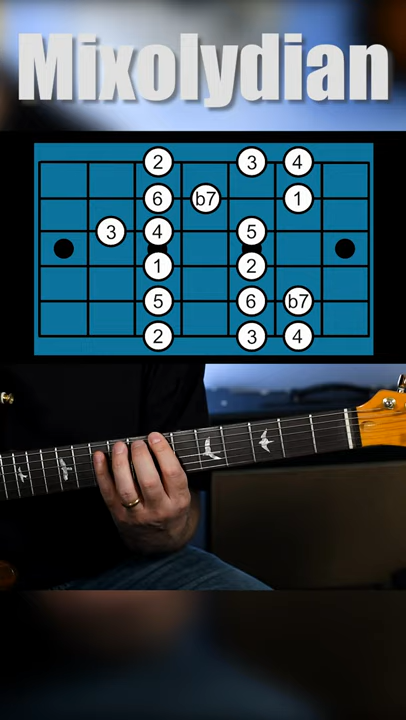 Mixolydian
2 3 4
6 b7 1
3 4 5
1 2
5 6 b7
2 3 4